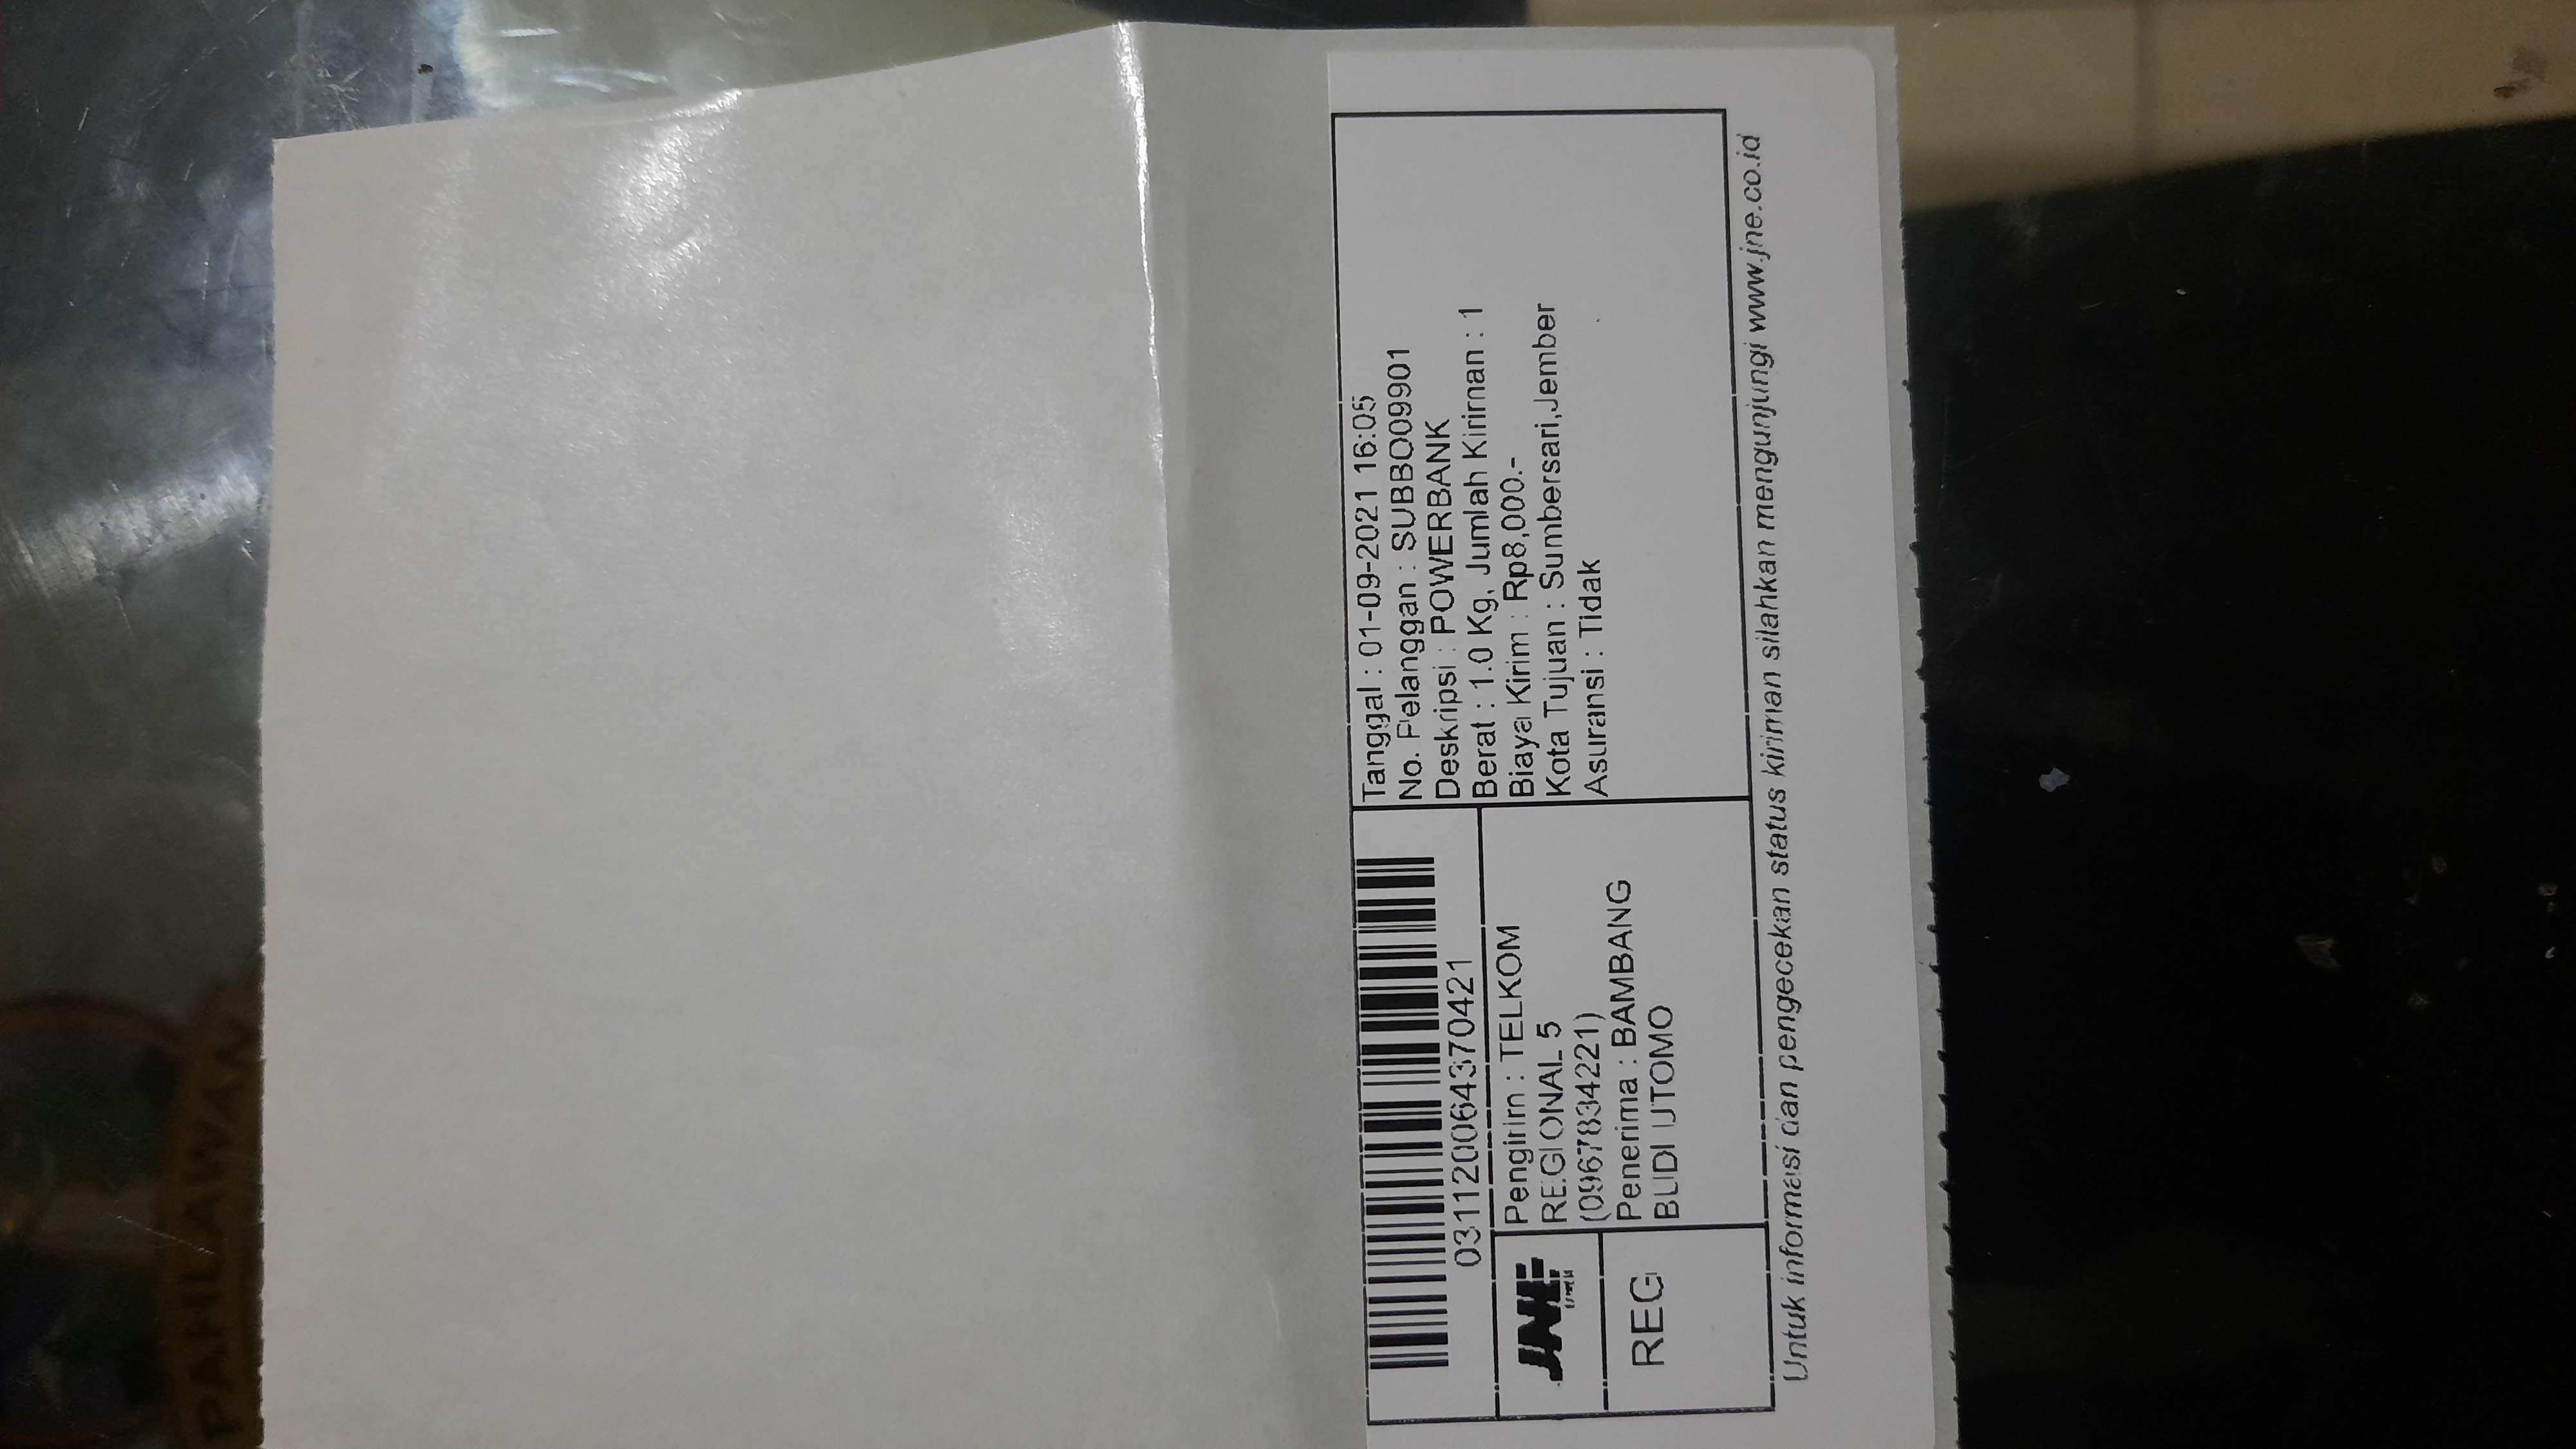 PAHLAWAN
031120064370421
JNE
REG
Pengirim : TELKOM
REGIONAL 5
(0967834221)
Penerima : BAMBANG
BUDI UTOMO
Tanggal : 01-09-2021 16:05
No. Pelanggan : SUBBO09901
Deskripsi : POWERBANK
Berat : 1.0 Kg, Jumlah Kiriman : 1
Biaya Kirim : Rp8,000.-
Kota Tujuan : Sumbersari,Jember
Asuransi : Tidak
Untuk informasi dan pengecekan status kiriman silahkan mengunjungi www.jne.co.id